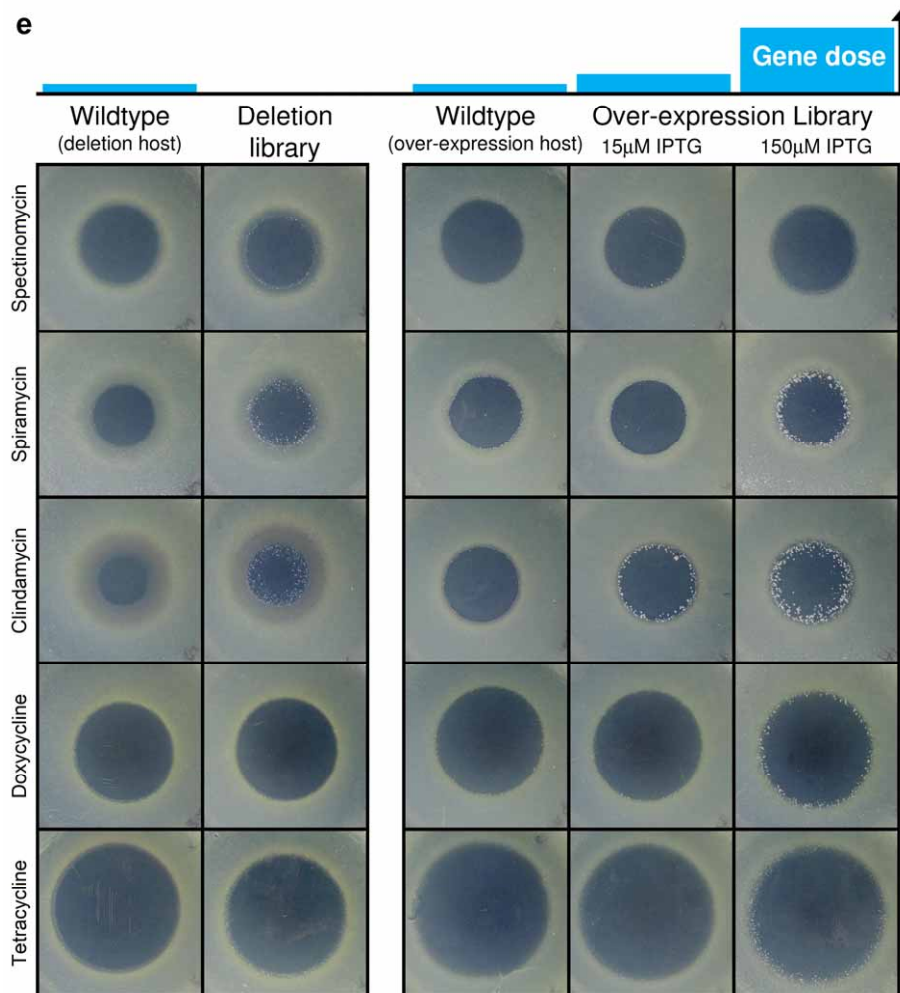 e
Gene dose
Wildtype
(deletion host)
Deletion
library
Wildtype
(over-expression host)
Over-expression Library
15μM IPTG
150μM IPTG
Spectinomycin
Spiramycin
Clindamycin
Doxycycline
Tetracycline